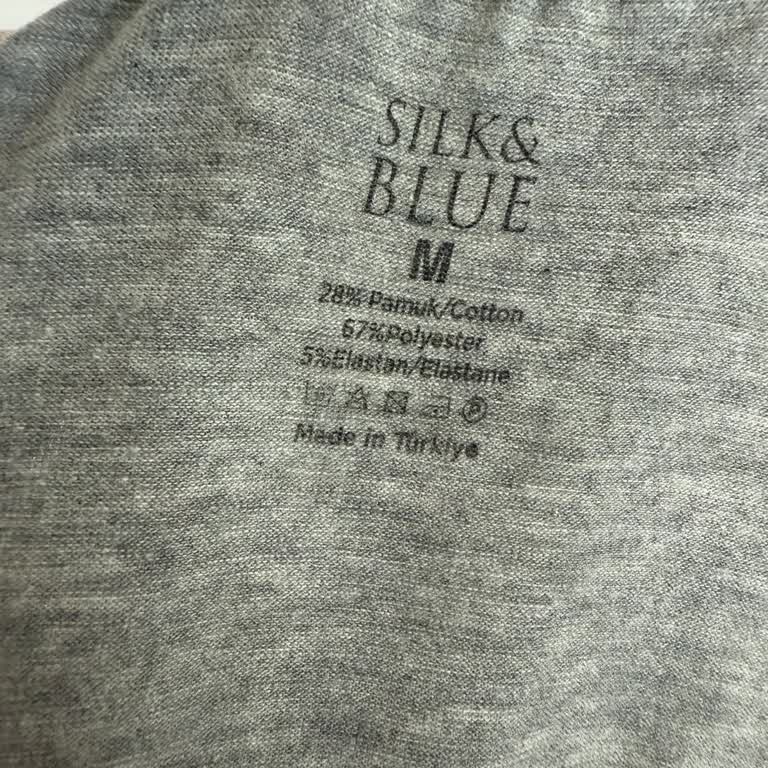 SILK&
BLUE
M
28% Pamuk/Cotton
67%Polyester
5%Elastan/Elastane
P
Made in Türkiye